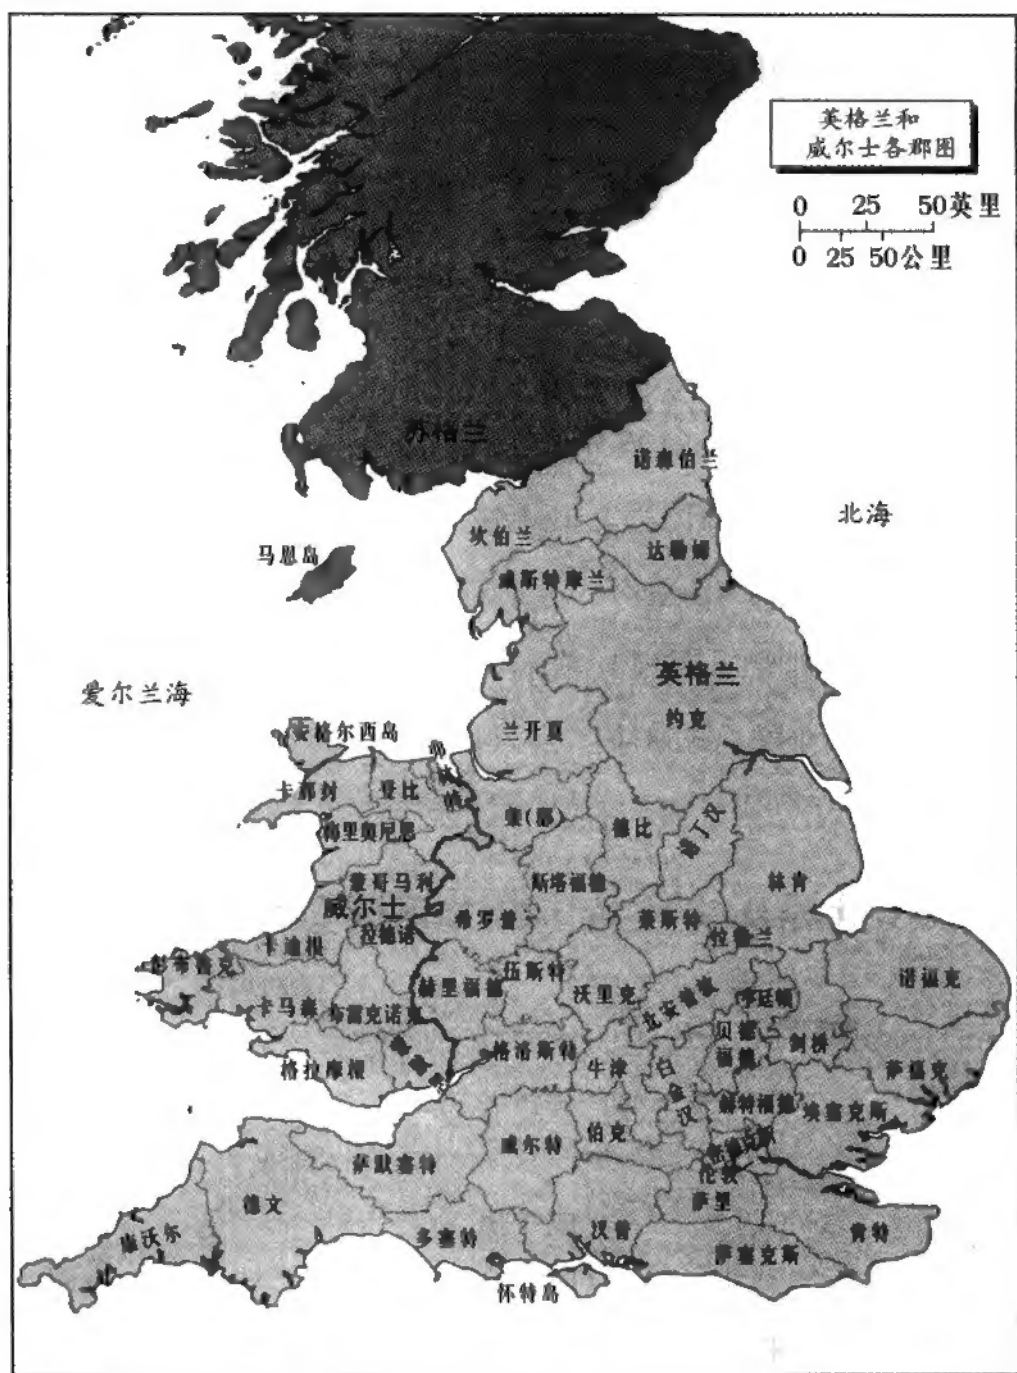 英格兰和
威尔士各郡图
0 25 50英里
0 25 50公里
苏格兰
诺森伯兰
北海
坎伯兰
达勒姆
马恩岛
威斯特摩兰
英格兰
爱尔兰海
约克
兰开夏
安格尔西岛
卡那封
登比
柴(郡)
德比
诺丁汉
梅里奥尼思
蒙哥马利
斯塔福德
林肯
威尔士
希罗普
莱斯特
拉德诺
拉特兰
卡迪根
彭布鲁克
赫里福德
伍斯特
沃里克
北安普敦
亨廷顿
诺福克
卡马森
布雷克诺克
贝德
福德
剑桥
格洛斯特
牛津
白金汉
萨福克
格拉摩根
赫特福德
埃塞克斯
伯克
威尔特
萨默塞特
伦敦
萨里
德文
肯特
康沃尔
多塞特
汉普
萨塞克斯
怀特岛